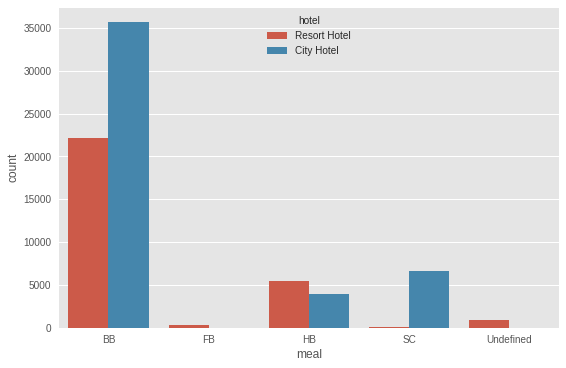 hotel
Resort Hotel
City Hotel
35000
30000
25000
20000
15000
10000
5000
0
count
BB FB HB SC Undefined
meal